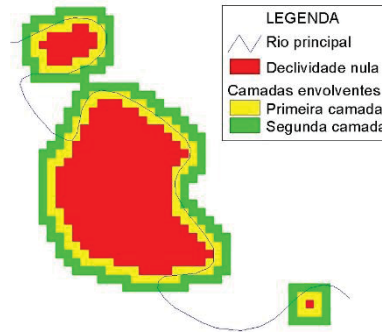 LEGENDA
Rio principal
Declividade nula
Camadas envolventes
Primeira camada
Segunda camada